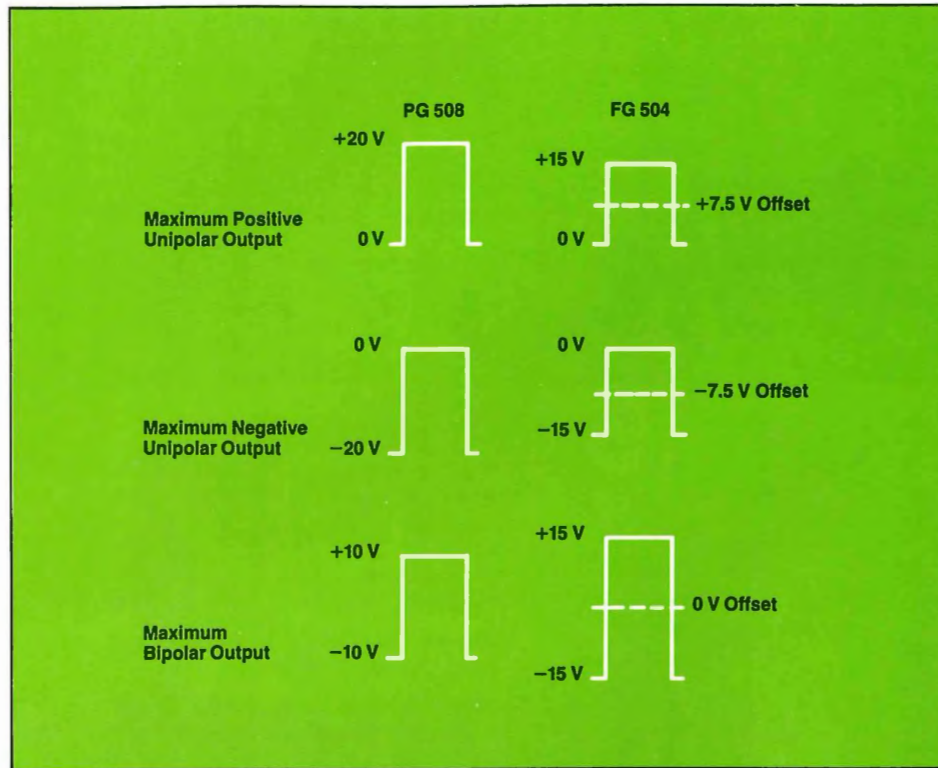 PG 508
FG 504
+20 V
+15 V
+7.5 V Offset
Maximum Positive
Unipolar Output
0 V
0 V
0 V
0 V
−7.5 V Offset
Maximum Negative
Unipolar Output
−20 V
−15 V
+15 V
+10 V
0 V Offset
Maximum
Bipolar Output
−10 V
−15 V